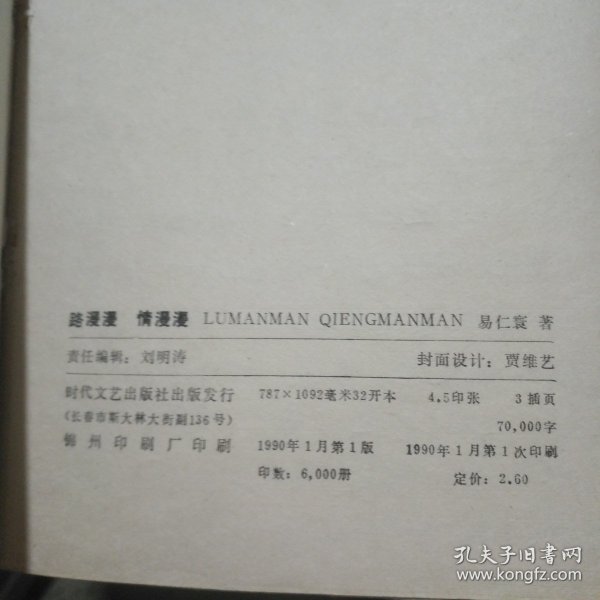 路漫漫 情漫漫 LUMANMAN QIENGMANMAN 易仁寰 著
责任编辑：刘明涛 封面设计：贾维艺
时代文艺出版社出版发行 787×1092毫米32开本 4.5印张 3插页
(长春市斯大林大街副136号) 70,000字
锦州印刷厂印刷 1990年1月第1版 1990年1月第1次印刷
印数：6,000册 定价：2.60
孔夫子旧书网
www.kongfz.com